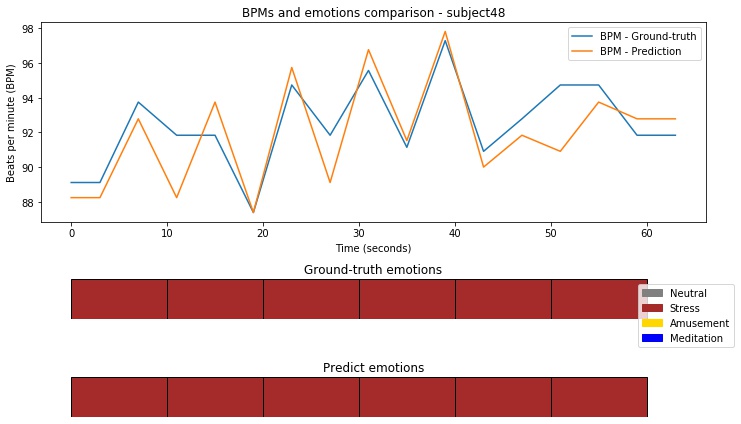 BPMs and emotions comparison - subject48
BPM - Ground-truth
BPM - Prediction
Beats per minute (BPM)
98
96
94
92
90
88
0 10 20 30 40 50 60
Time (seconds)
Ground-truth emotions
Neutral
Stress
Amusement
Meditation
Predict emotions